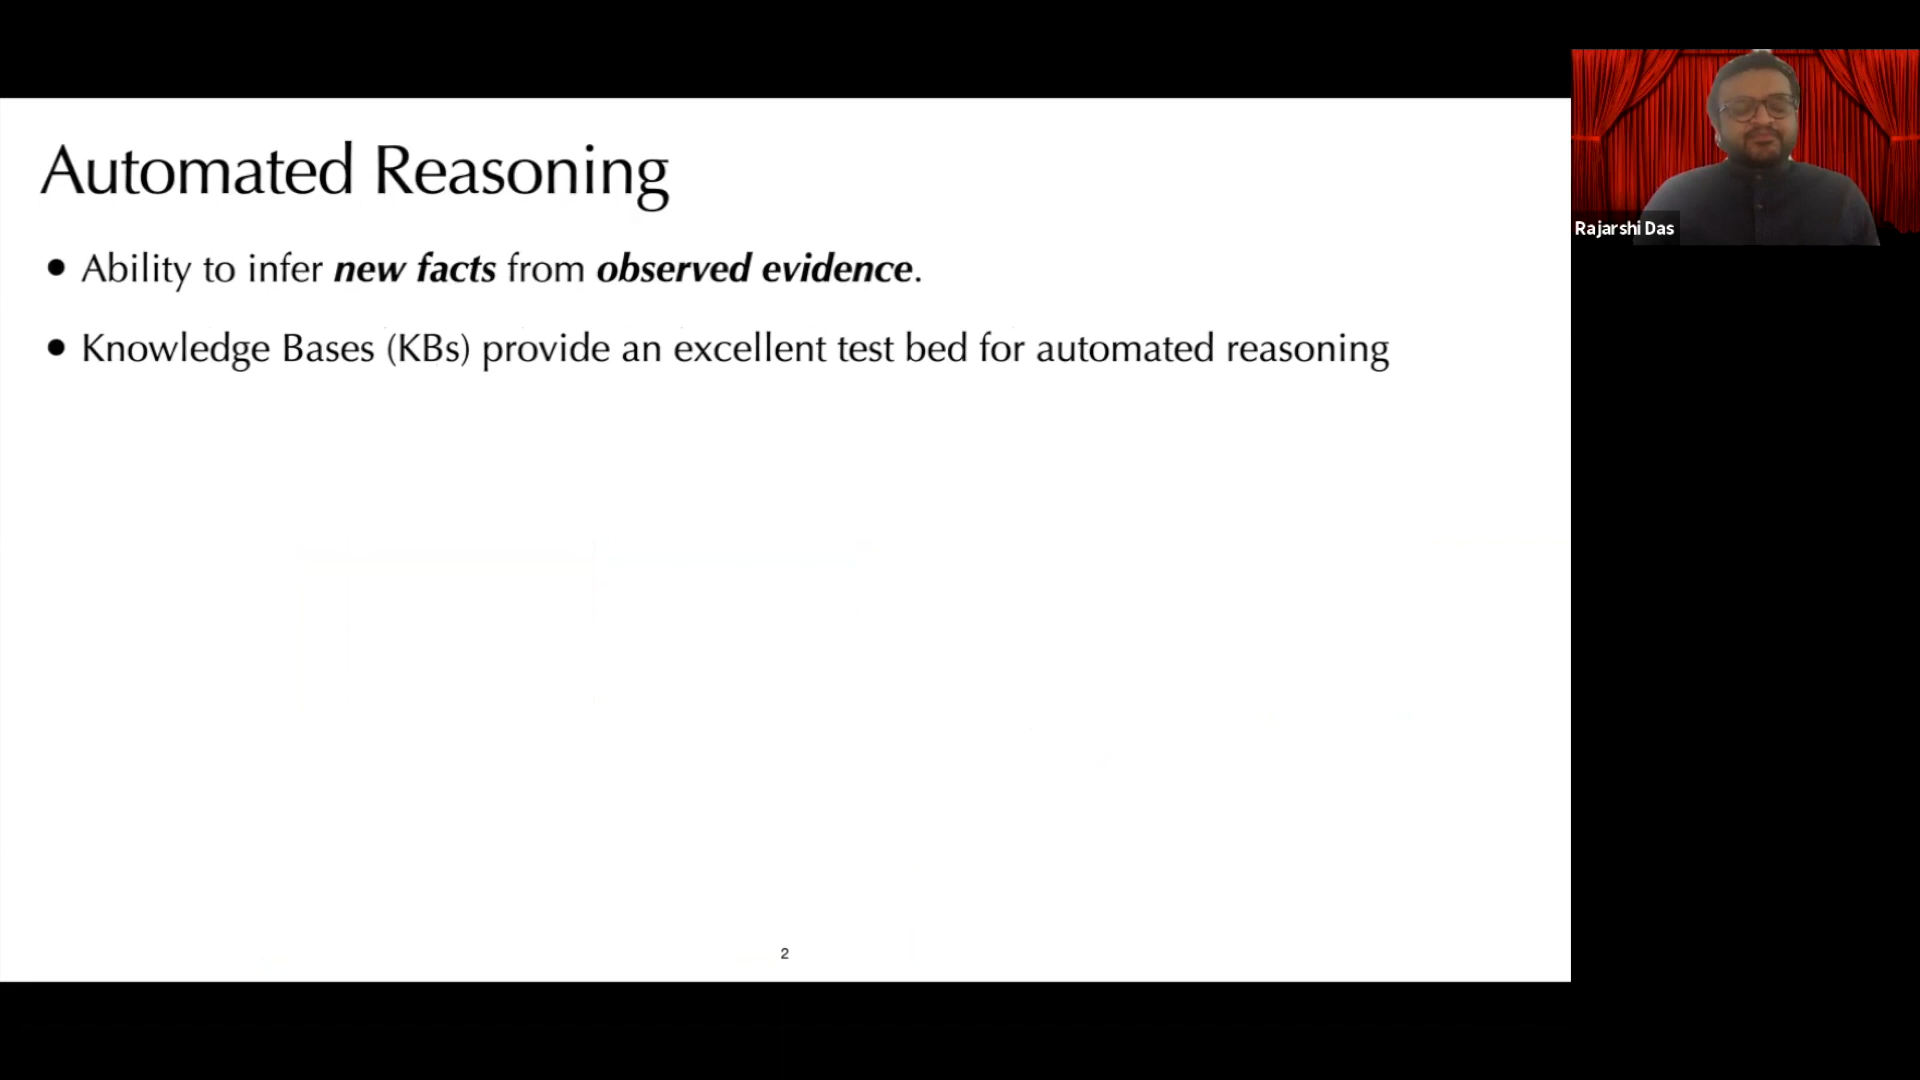 Automated Reasoning
• Ability to infer new facts from observed evidence.
• Knowledge Bases (KBs) provide an excellent test bed for automated reasoning
2
Rajarshi Das